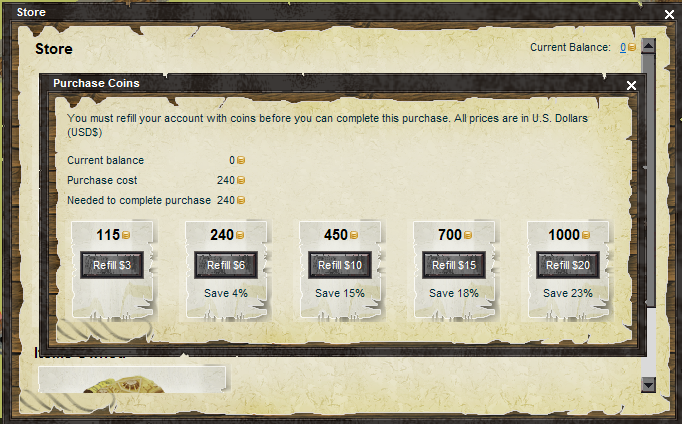 Store
Store
Current Balance: 0
Purchase Coins
You must refill your account with coins before you can complete this purchase. All prices are in U.S. Dollars
(USD$)
Current balance 0
Purchase cost 240
Needed to complete purchase 240
115 240 450 700 1000
Refill $3 Refill $6 Refill $10 Refill $15 Refill $20
Save 4% Save 15% Save 18% Save 23%